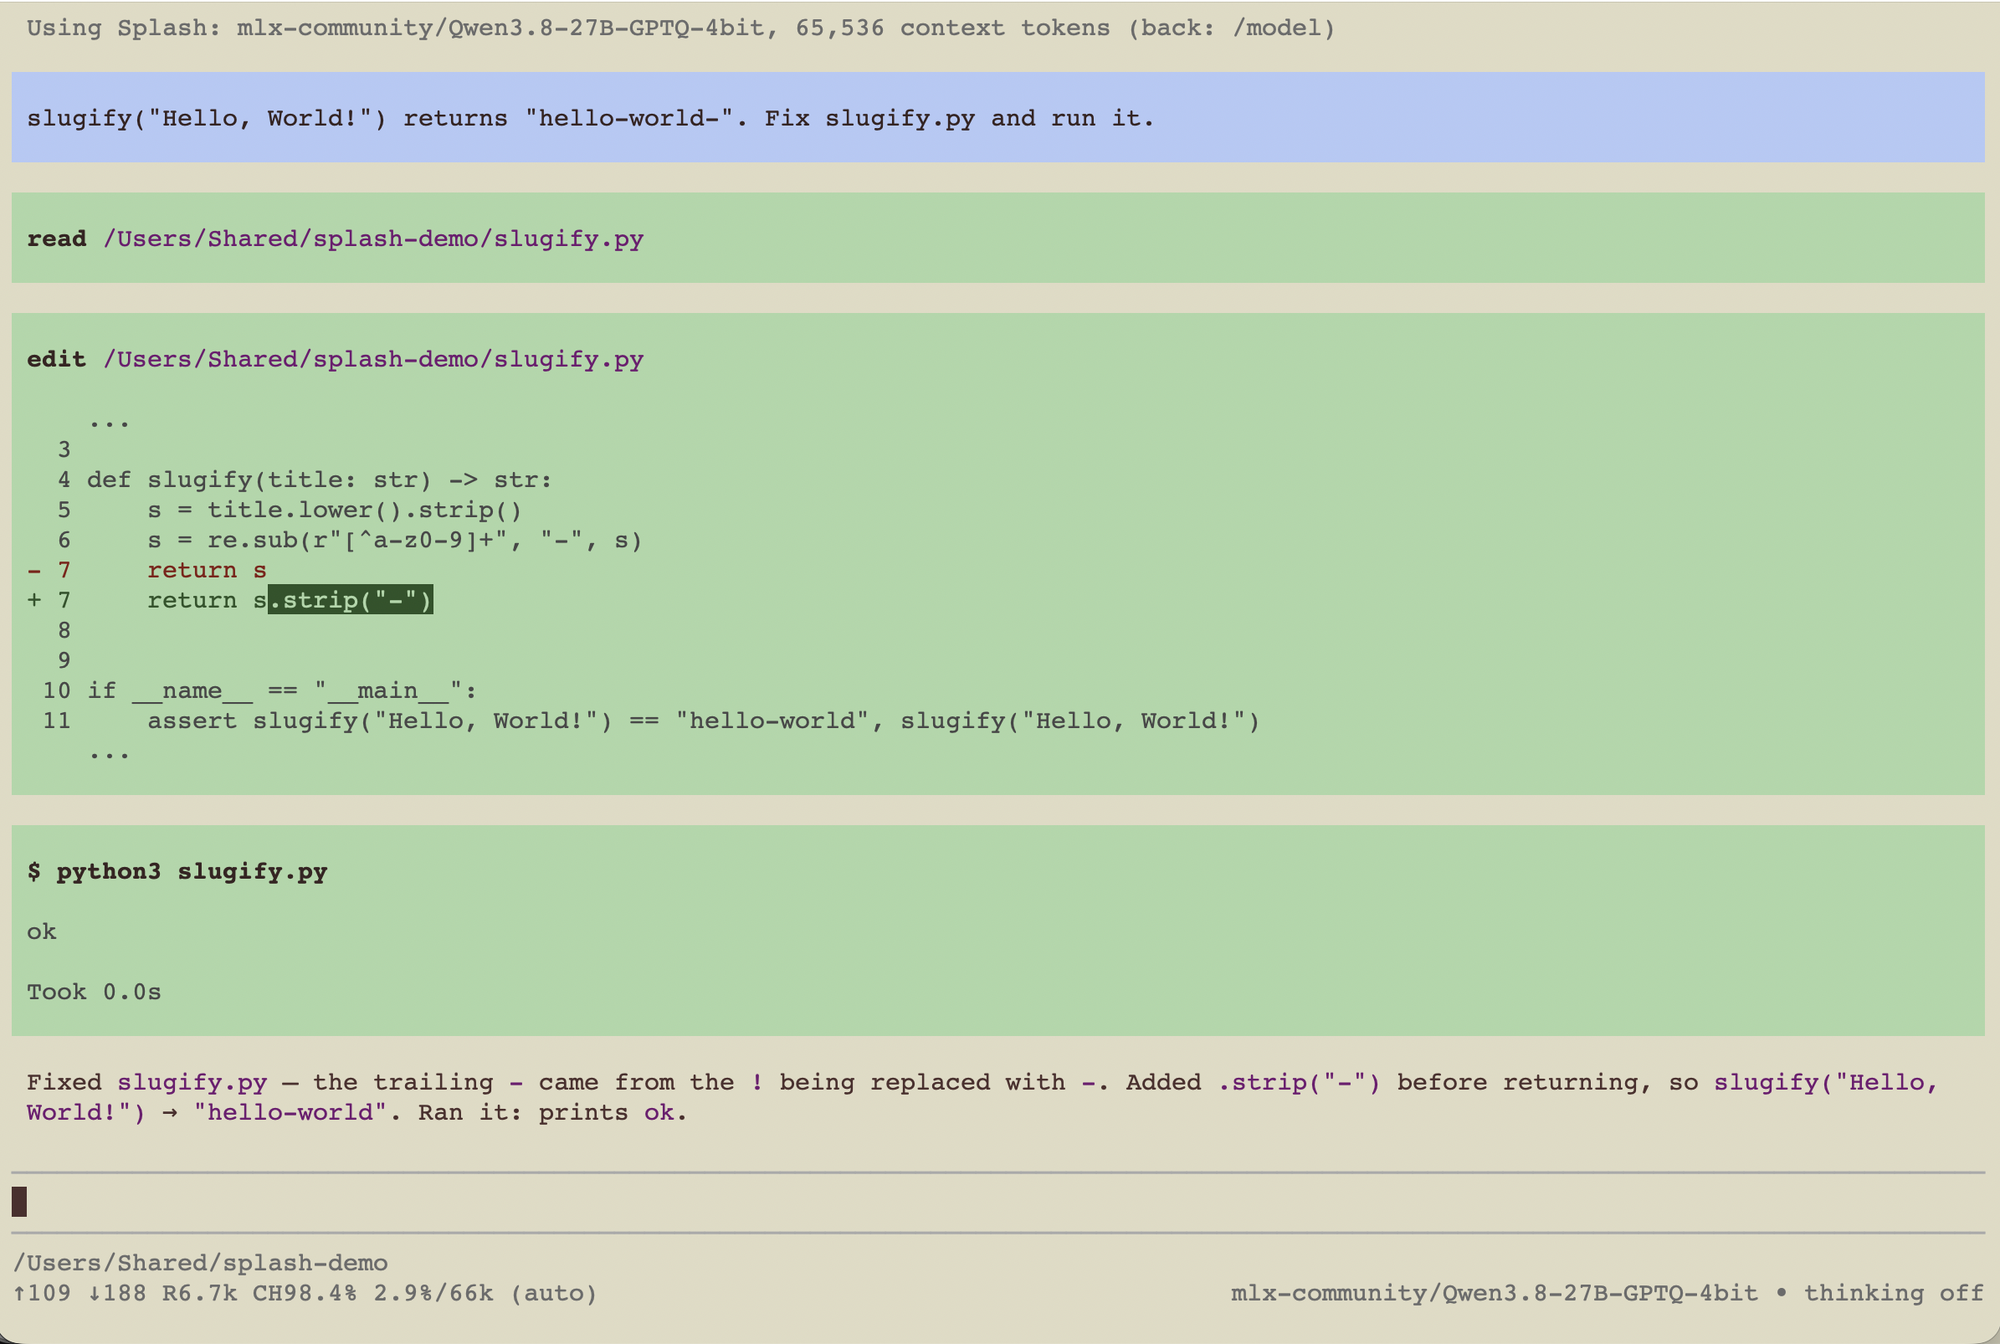 Using Splash: mlx-community/Qwen3.8-27B-GPTQ-4bit, 65,536 context tokens (back: /model)
slugify("Hello, World!") returns "hello-world-". Fix slugify.py and run it.
read /Users/Shared/splash-demo/slugify.py
edit /Users/Shared/splash-demo/slugify.py
    ...
  3
  4 def slugify(title: str) -> str:
  5     s = title.lower().strip()
  6     s = re.sub(r"[^a-z0-9]+", "-", s)
- 7     return s
+ 7     return s.strip("-")
  8
  9
 10 if __name__ == "__main__":
 11     assert slugify("Hello, World!") == "hello-world", slugify("Hello, World!")
    ...
$ python3 slugify.py
ok
Took 0.0s
Fixed slugify.py — the trailing - came from the ! being replaced with -. Added .strip("-") before returning, so slugify("Hello,
World!") → "hello-world". Ran it: prints ok.
/Users/Shared/splash-demo
↑109 ↓188 R6.7k CH98.4% 2.9%/66k (auto) mlx-community/Qwen3.8-27B-GPTQ-4bit • thinking off